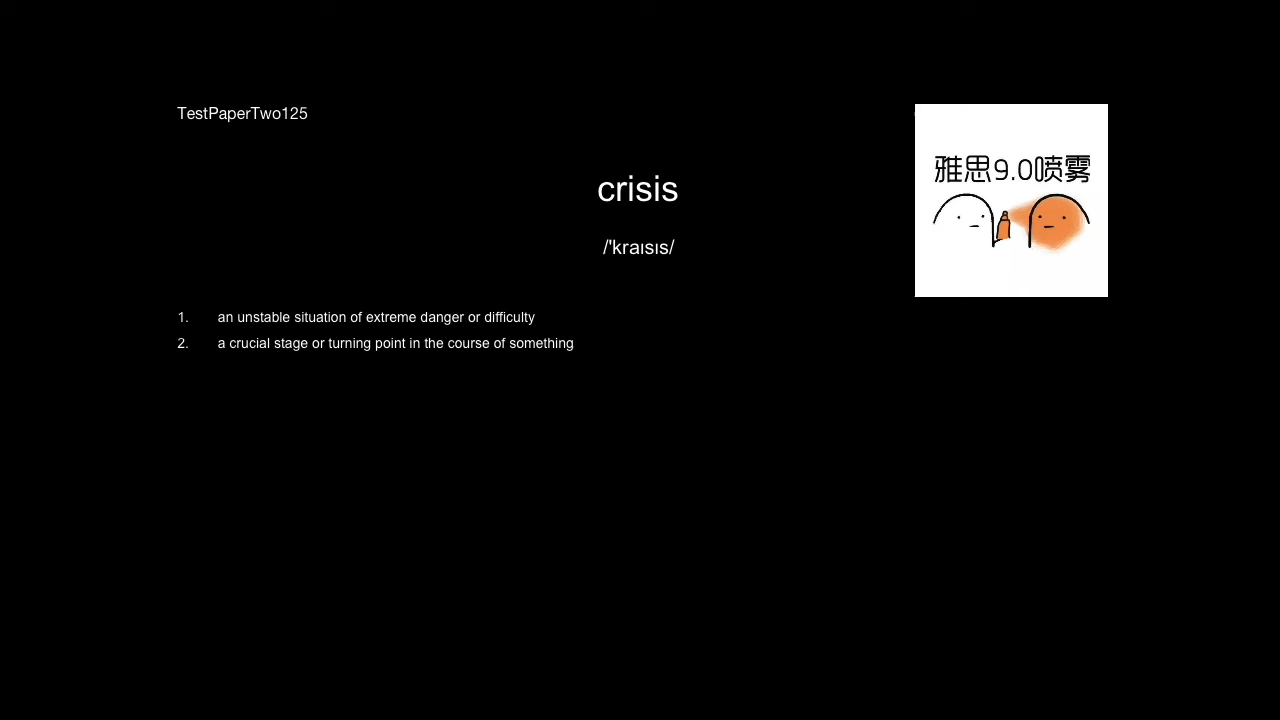 TestPaperTwo125
雅思9.0喷雾
crisis
/'kraɪsɪs/
1. an unstable situation of extreme danger or difficulty
2. a crucial stage or turning point in the course of something